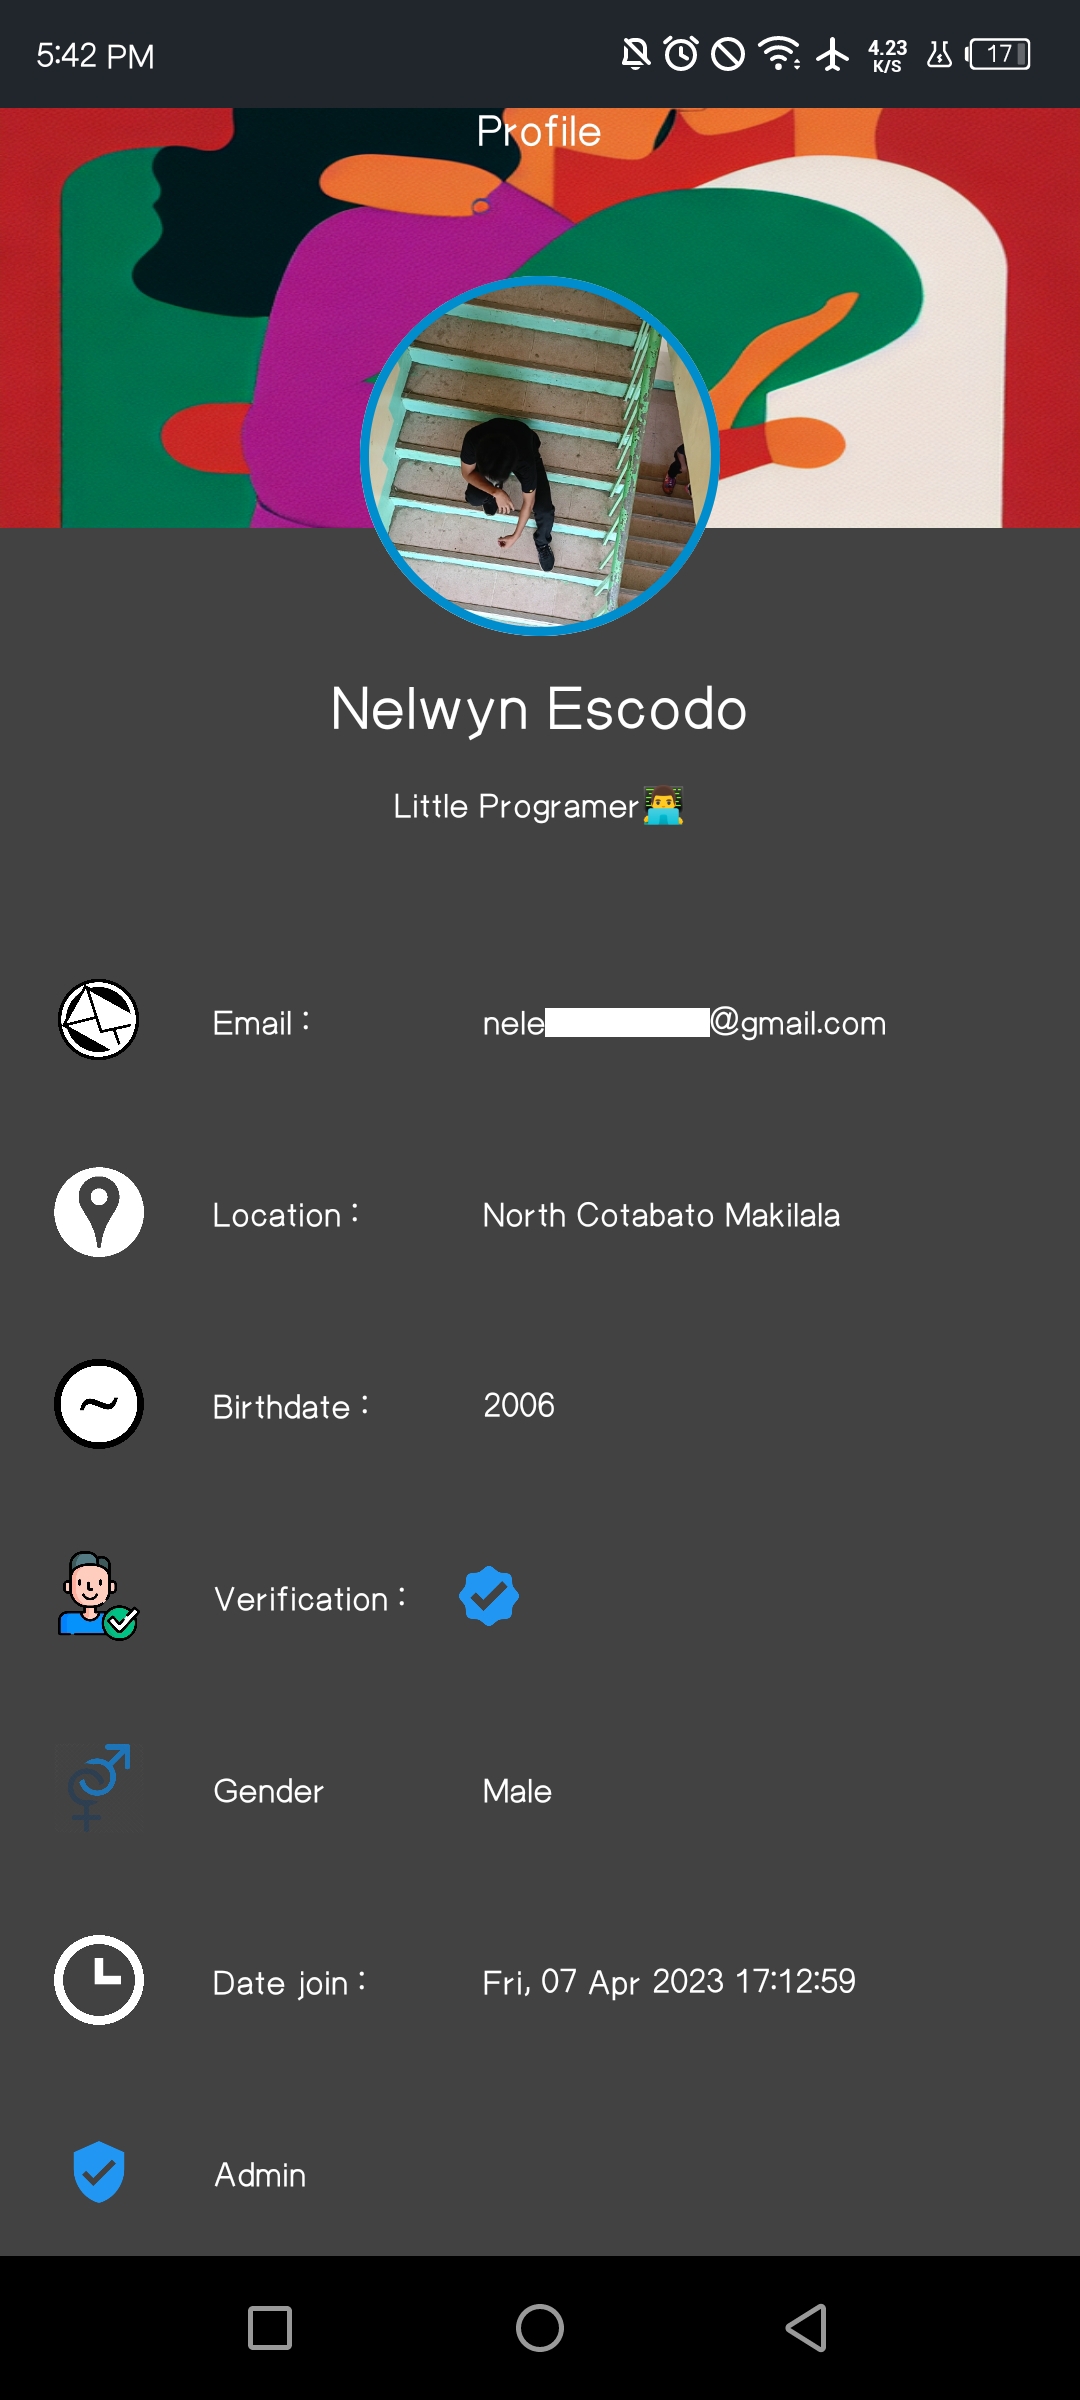 5:42 PM 4.23 K/S 17
Profile
Nelwyn Escodo
Little Programer👨‍💻
Email : nele @gmail.com
Location : North Cotabato Makilala
Birthdate : 2006
Verification :
Gender Male
Date join : Fri, 07 Apr 2023 17:12:59
Admin